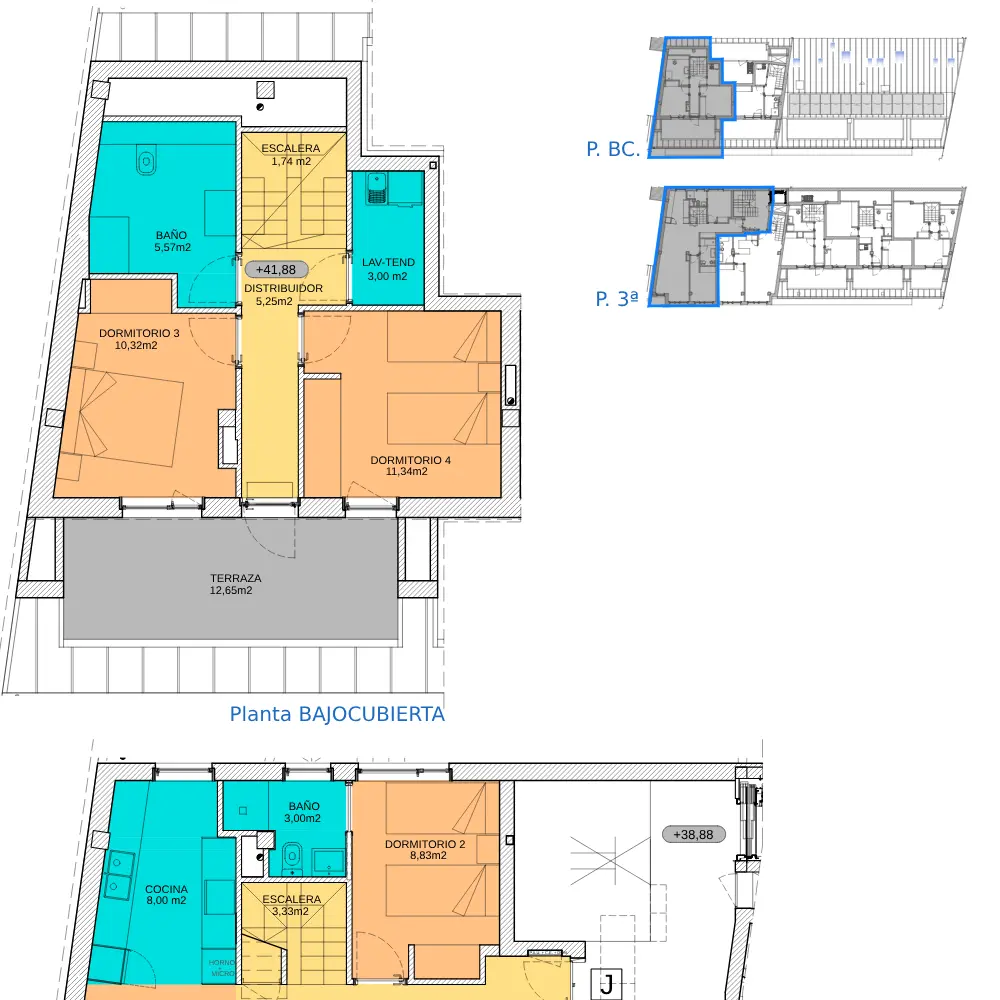 P. BC.
P. 3ª
ESCALERA
1,74 m2
BAÑO
5,57m2
LAV-TEND
3,00 m2
+41,88
DISTRIBUIDOR
5,25m2
DORMITORIO 3
10,32m2
DORMITORIO 4
11,34m2
TERRAZA
12,65m2
Planta BAJOCUBIERTA
BAÑO
3,00m2
+38,88
DORMITORIO 2
8,83m2
COCINA
8,00 m2
ESCALERA
3,33m2
HORNO
MICRO
J